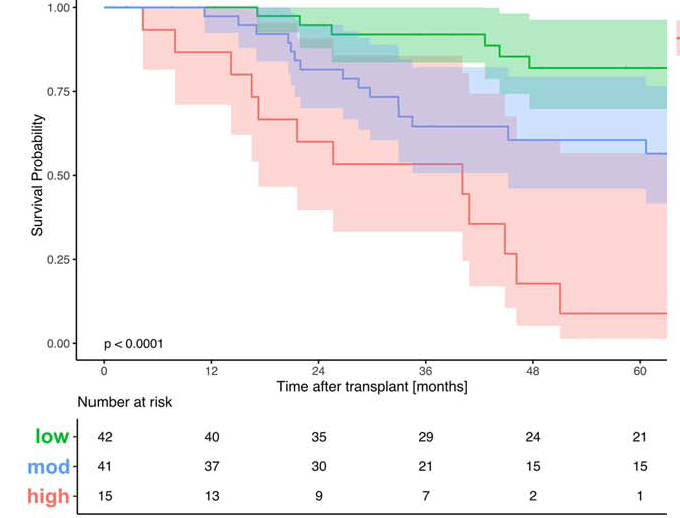 1.00
0.75
Survival Probability
0.50
0.25
0.00
p < 0.0001
0 12 24 36 48 60
Time after transplant [months]
Number at risk
low 42 40 35 29 24 21
mod 41 37 30 21 15 15
high 15 13 9 7 2 1